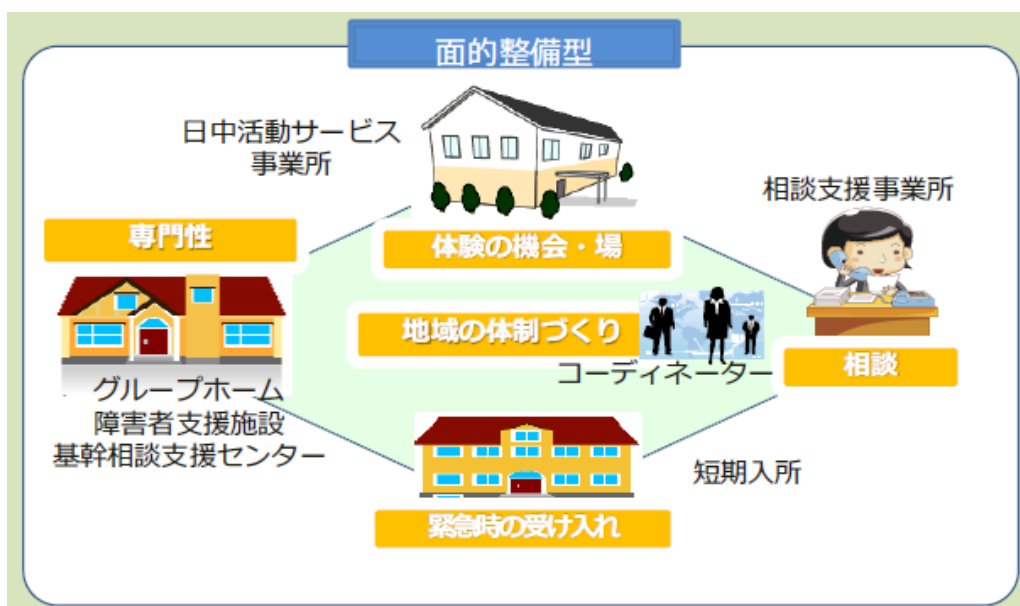 面的整備型
日中活動サービス
事業所
相談支援事業所
専門性
体験の機会・場
地域の体制づくり
コーディネーター
相談
グループホーム
障害者支援施設
基幹相談支援センター
短期入所
緊急時の受け入れ